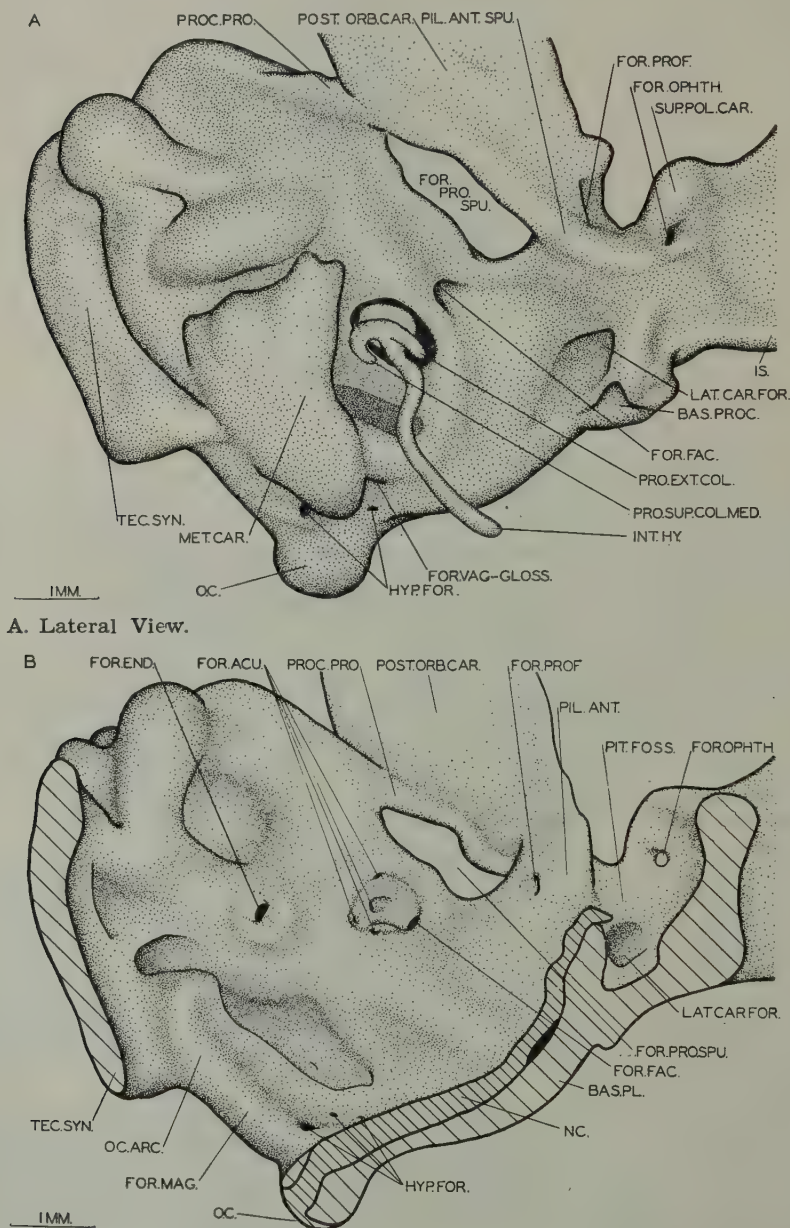 A
PROC.PRO.
POST. ORB.CAR.
PIL.ANT.SPU.
FOR.PROF.
FOR.OPHTH.
SUP.POL.CAR.
FOR.
PRO.
SPU.
IS.
LAT.CAR.FOR.
BAS.PROC.
FOR.FAC.
PRO.EXT.COL.
PRO.SUP.COL.MED.
INT.HY.
TEC.SYN.
MET.CAR.
FOR.VAG-GLOSS.
HYP.FOR.
O.C.
1MM.
A. Lateral View.
B
FOR.END.
FOR.ACU.
PROC.PRO
POST.ORB.CAR.
FOR.PROF
PIL.ANT.
PIT.FOSS.
FOR.OPHTH
LAT.CAR.FOR.
FOR.PRO.SPU.
FOR.FAC.
BAS.PL.
NC.
TEC.SYN.
OC.ARC.
FOR.MAG.
HYP.FOR.
OC.
1MM.